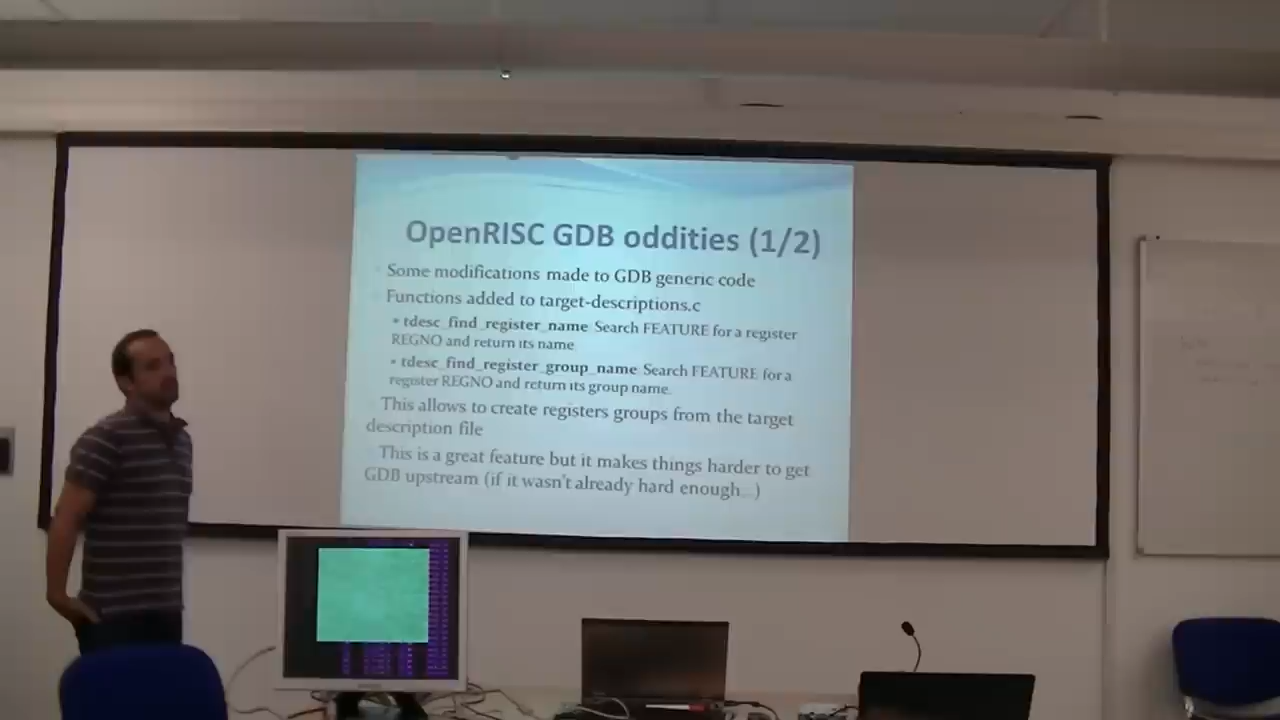 OpenRISC GDB oddities (1/2)
Some modifications made to GDB generic code
Functions added to target-descriptions.c
• tdesc_find_register_name Search FEATURE for a register
REGNO and return its name
• tdesc_find_register_group_name Search FEATURE for a
register REGNO and return its group name.
This allows to create registers groups from the target
description file
This is a great feature but it makes things harder to get
GDB upstream (if it wasn't already hard enough...)